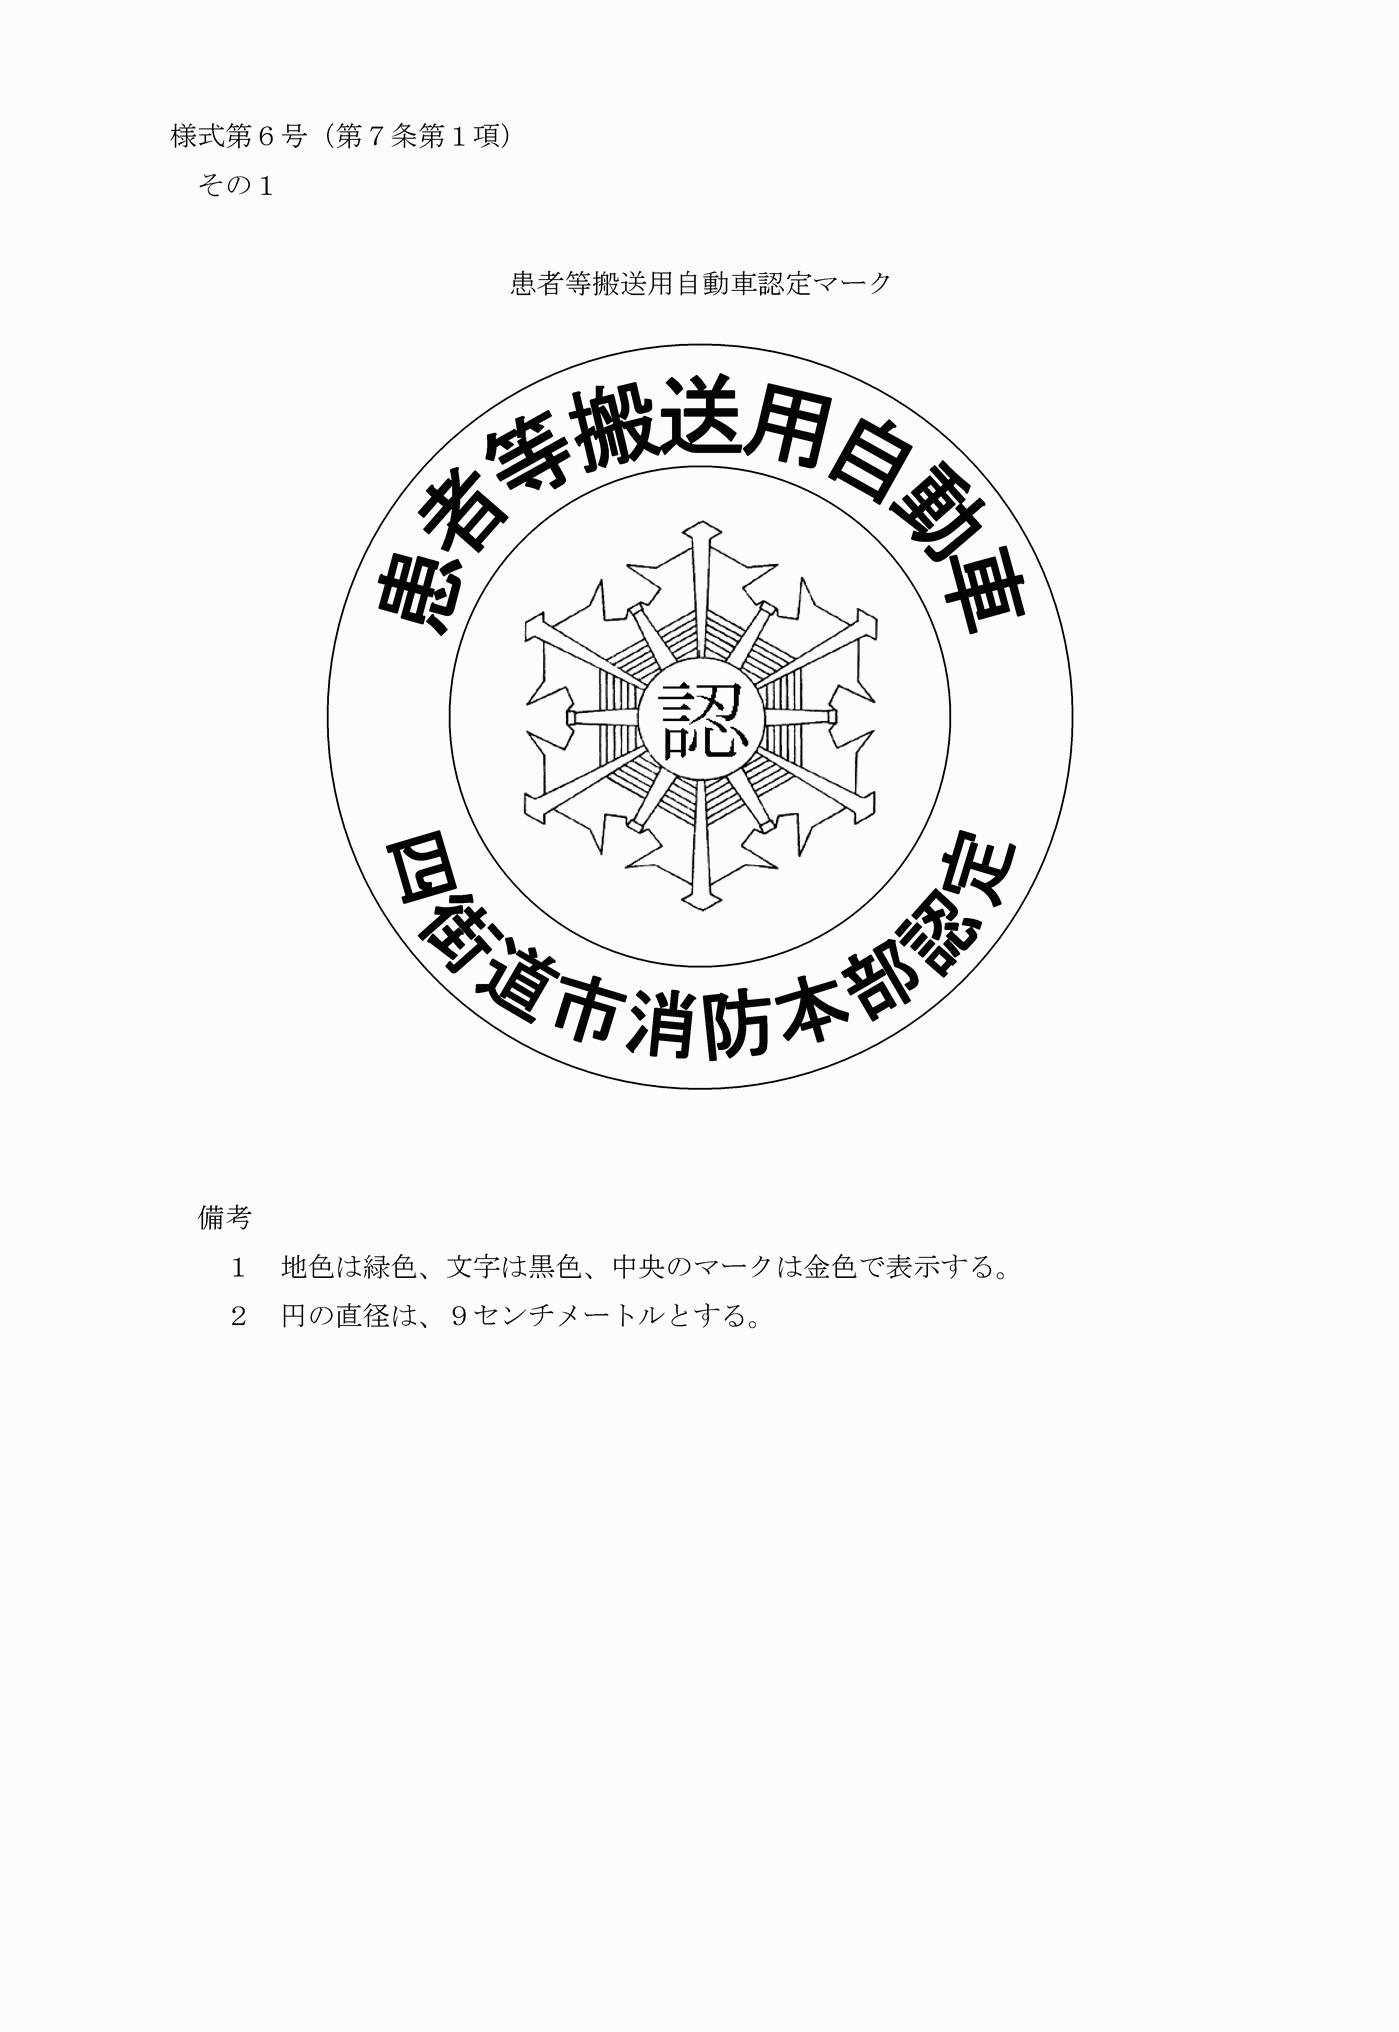 様式第６号（第７条第１項）
その１
患者等搬送用自動車認定マーク
患者等搬送用自動車
認
四街道市消防本部認定
備考
１　地色は緑色、文字は黒色、中央のマークは金色で表示する。
２　円の直径は、９センチメートルとする。